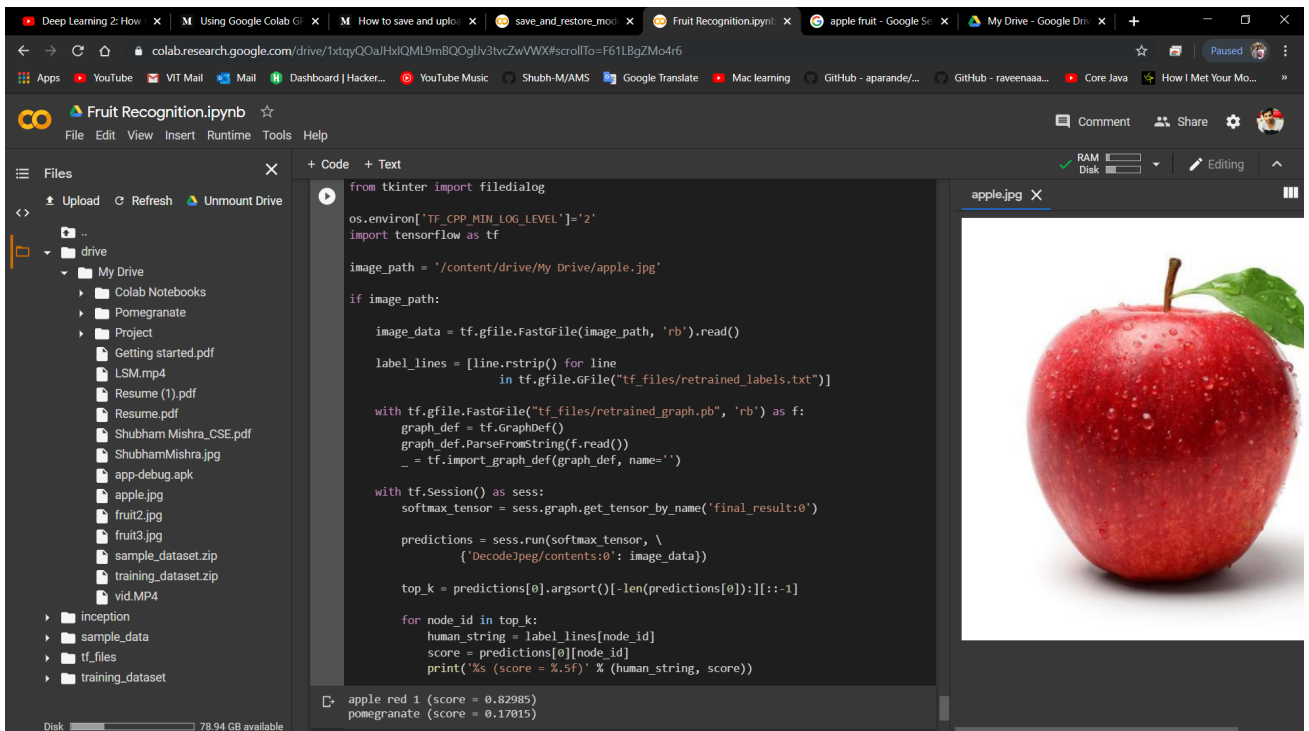 Deep Learning 2: How
Using Google Colab G
How to save and uploa
save_and_restore_mod
Fruit Recognition.ipynb
apple fruit - Google Se
My Drive - Google Driv
colab.research.google.com/drive/1xtqyQOaJHxIQML9mBQOglJv3tvcZwVWX#scrollTo=F61LBgZMo4r6
Paused
Apps
YouTube
VIT Mail
Mail
Dashboard | Hacker...
YouTube Music
Shubh-M/AMS
Google Translate
Mac learning
GitHub - aparande/...
GitHub - raveenaaa...
Core Java
How I Met Your Mo...
»
CO
Fruit Recognition.ipynb
File Edit View Insert Runtime Tools Help
Comment
Share
Files
+ Code + Text
RAM
Disk
Editing
Upload
Refresh
Unmount Drive
..
drive
My Drive
Colab Notebooks
Pomegranate
Project
Getting started.pdf
LSM.mp4
Resume (1).pdf
Resume.pdf
Shubham Mishra_CSE.pdf
ShubhamMishra.jpg
app-debug.apk
apple.jpg
fruit2.jpg
fruit3.jpg
sample_dataset.zip
training_dataset.zip
vid.MP4
inception
sample_data
tf_files
training_dataset
Disk
78.94 GB available
from tkinter import filedialog
os.environ['TF_CPP_MIN_LOG_LEVEL']='2'
import tensorflow as tf
image_path = '/content/drive/My Drive/apple.jpg'
if image_path:
image_data = tf.gfile.FastGFile(image_path, 'rb').read()
label_lines = [line.rstrip() for line
in tf.gfile.GFile("tf_files/retrained_labels.txt")]
with tf.gfile.FastGFile("tf_files/retrained_graph.pb", 'rb') as f:
graph_def = tf.GraphDef()
graph_def.ParseFromString(f.read())
_ = tf.import_graph_def(graph_def, name='')
with tf.Session() as sess:
softmax_tensor = sess.graph.get_tensor_by_name('final_result:0')
predictions = sess.run(softmax_tensor, \
{'DecodeJpeg/contents:0': image_data})
top_k = predictions[0].argsort()[-len(predictions[0]):][::-1]
for node_id in top_k:
human_string = label_lines[node_id]
score = predictions[0][node_id]
print('%s (score = %.5f)' % (human_string, score))
apple red 1 (score = 0.82985)
pomegranate (score = 0.17015)
apple.jpg